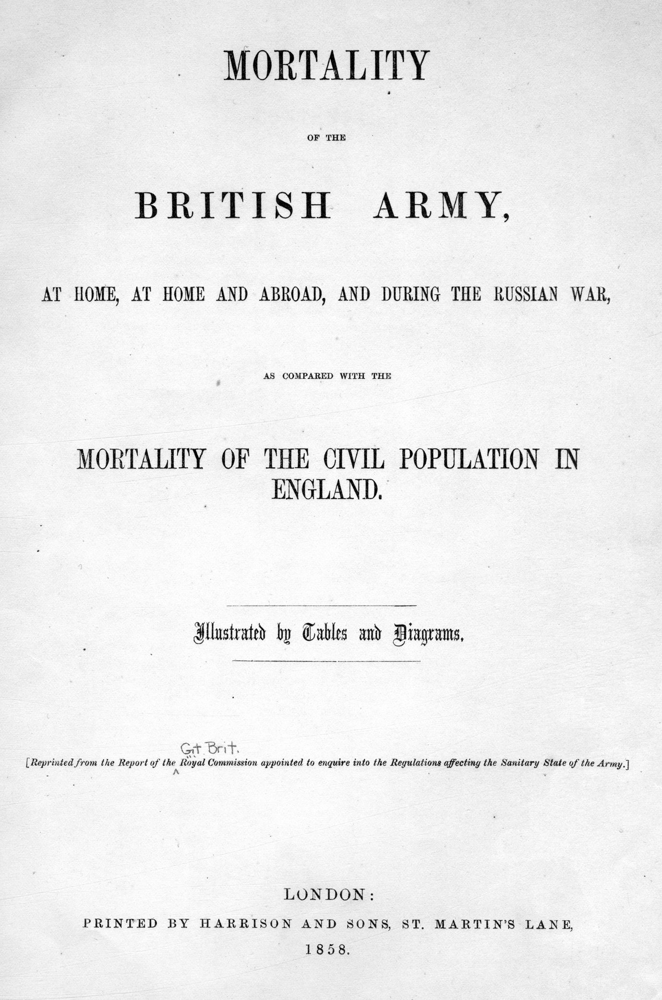 MORTALITY
OF THE
BRITISH ARMY,
AT HOME, AT HOME AND ABROAD, AND DURING THE RUSSIAN WAR,
AS COMPARED WITH THE
MORTALITY OF THE CIVIL POPULATION IN
ENGLAND.
Illustrated by Tables and Diagrams.
Gt. Brit.
[Reprinted from the Report of the Royal Commission appointed to enquire into the Regulations affecting the Sanitary State of the Army.]
LONDON:
PRINTED BY HARRISON AND SONS, ST. MARTIN'S LANE,
1858.